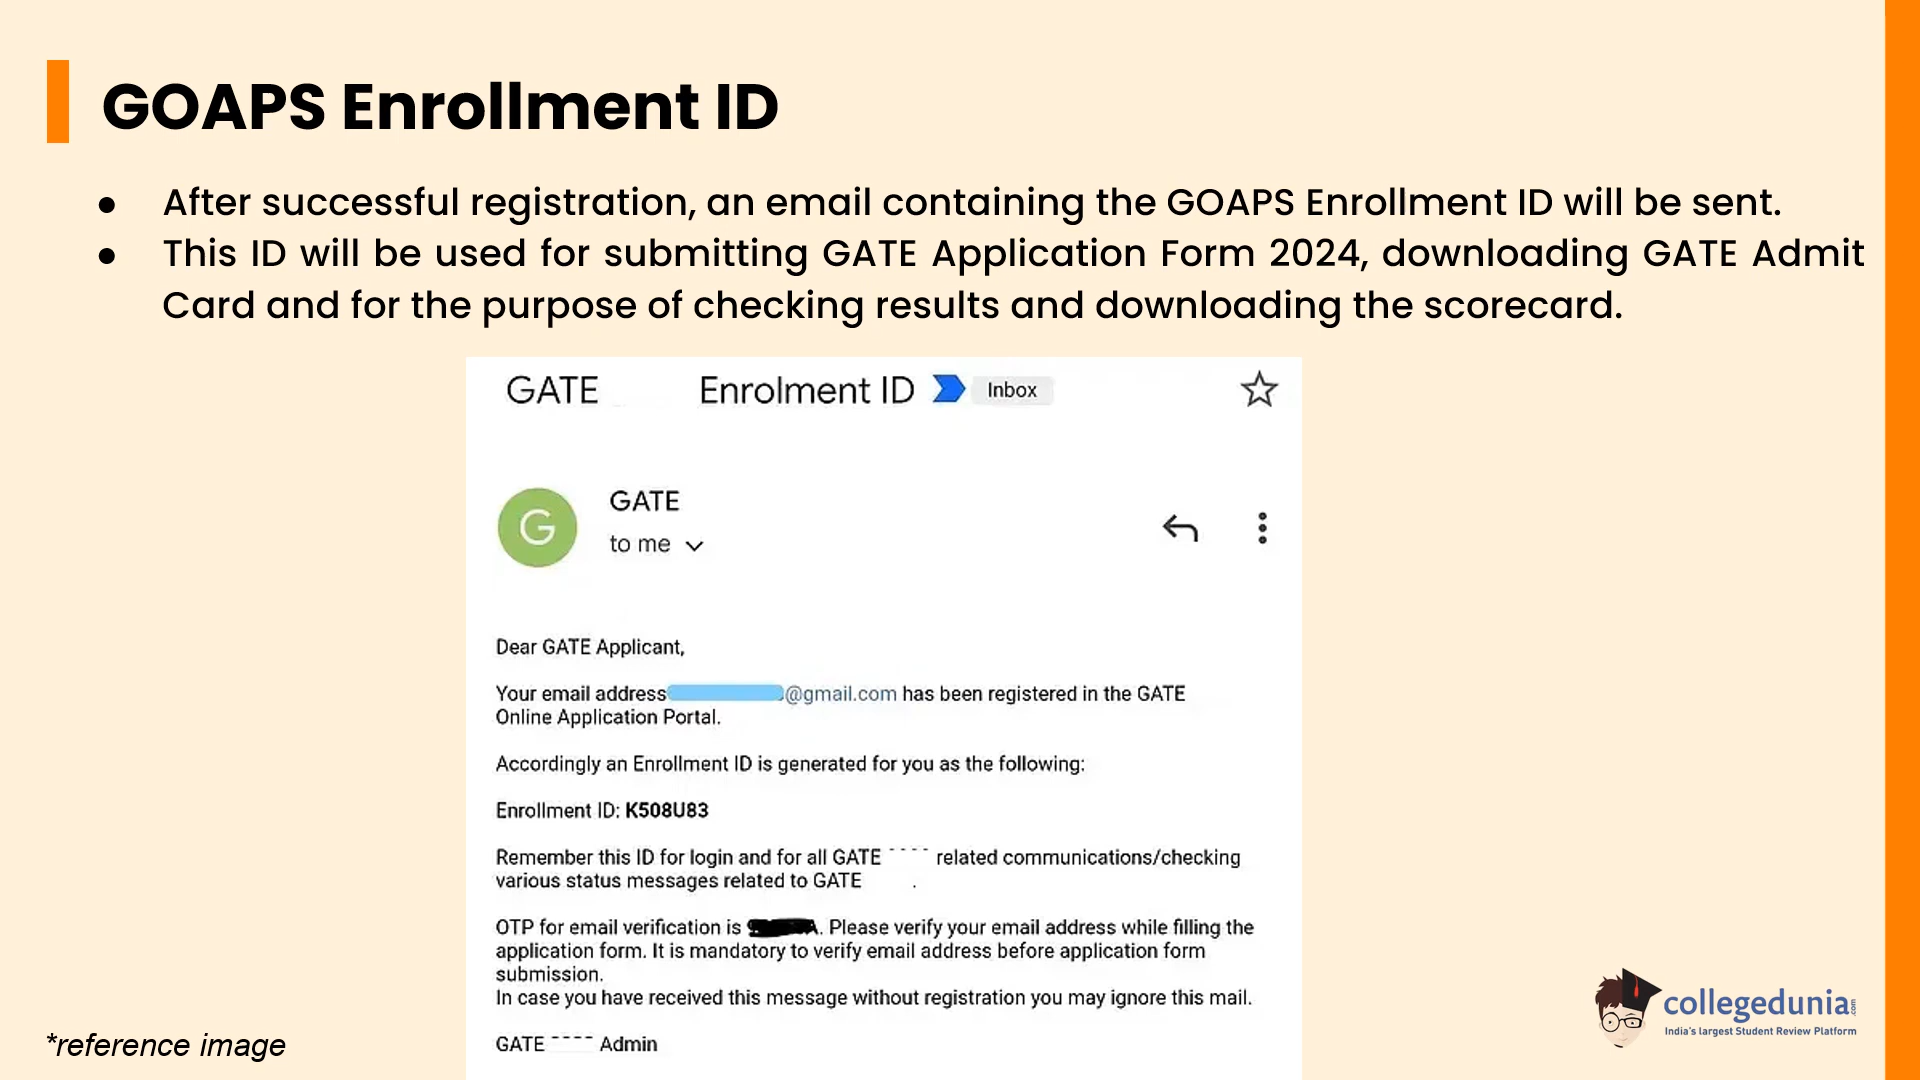 GOAPS Enrollment ID
● After successful registration, an email containing the GOAPS Enrollment ID will be sent.
● This ID will be used for submitting GATE Application Form 2024, downloading GATE Admit
Card and for the purpose of checking results and downloading the scorecard.
GATE Enrolment ID Inbox
G
GATE
to me
Dear GATE Applicant,
Your email address @gmail.com has been registered in the GATE
Online Application Portal.
Accordingly an Enrollment ID is generated for you as the following:
Enrollment ID: K508U83
Remember this ID for login and for all GATE related communications/checking
various status messages related to GATE .
OTP for email verification is . Please verify your email address while filling the
application form. It is mandatory to verify email address before application form
submission.
In case you have received this message without registration you may ignore this mail.
GATE Admin
*reference image
collegedunia.com
India's largest Student Review Platform